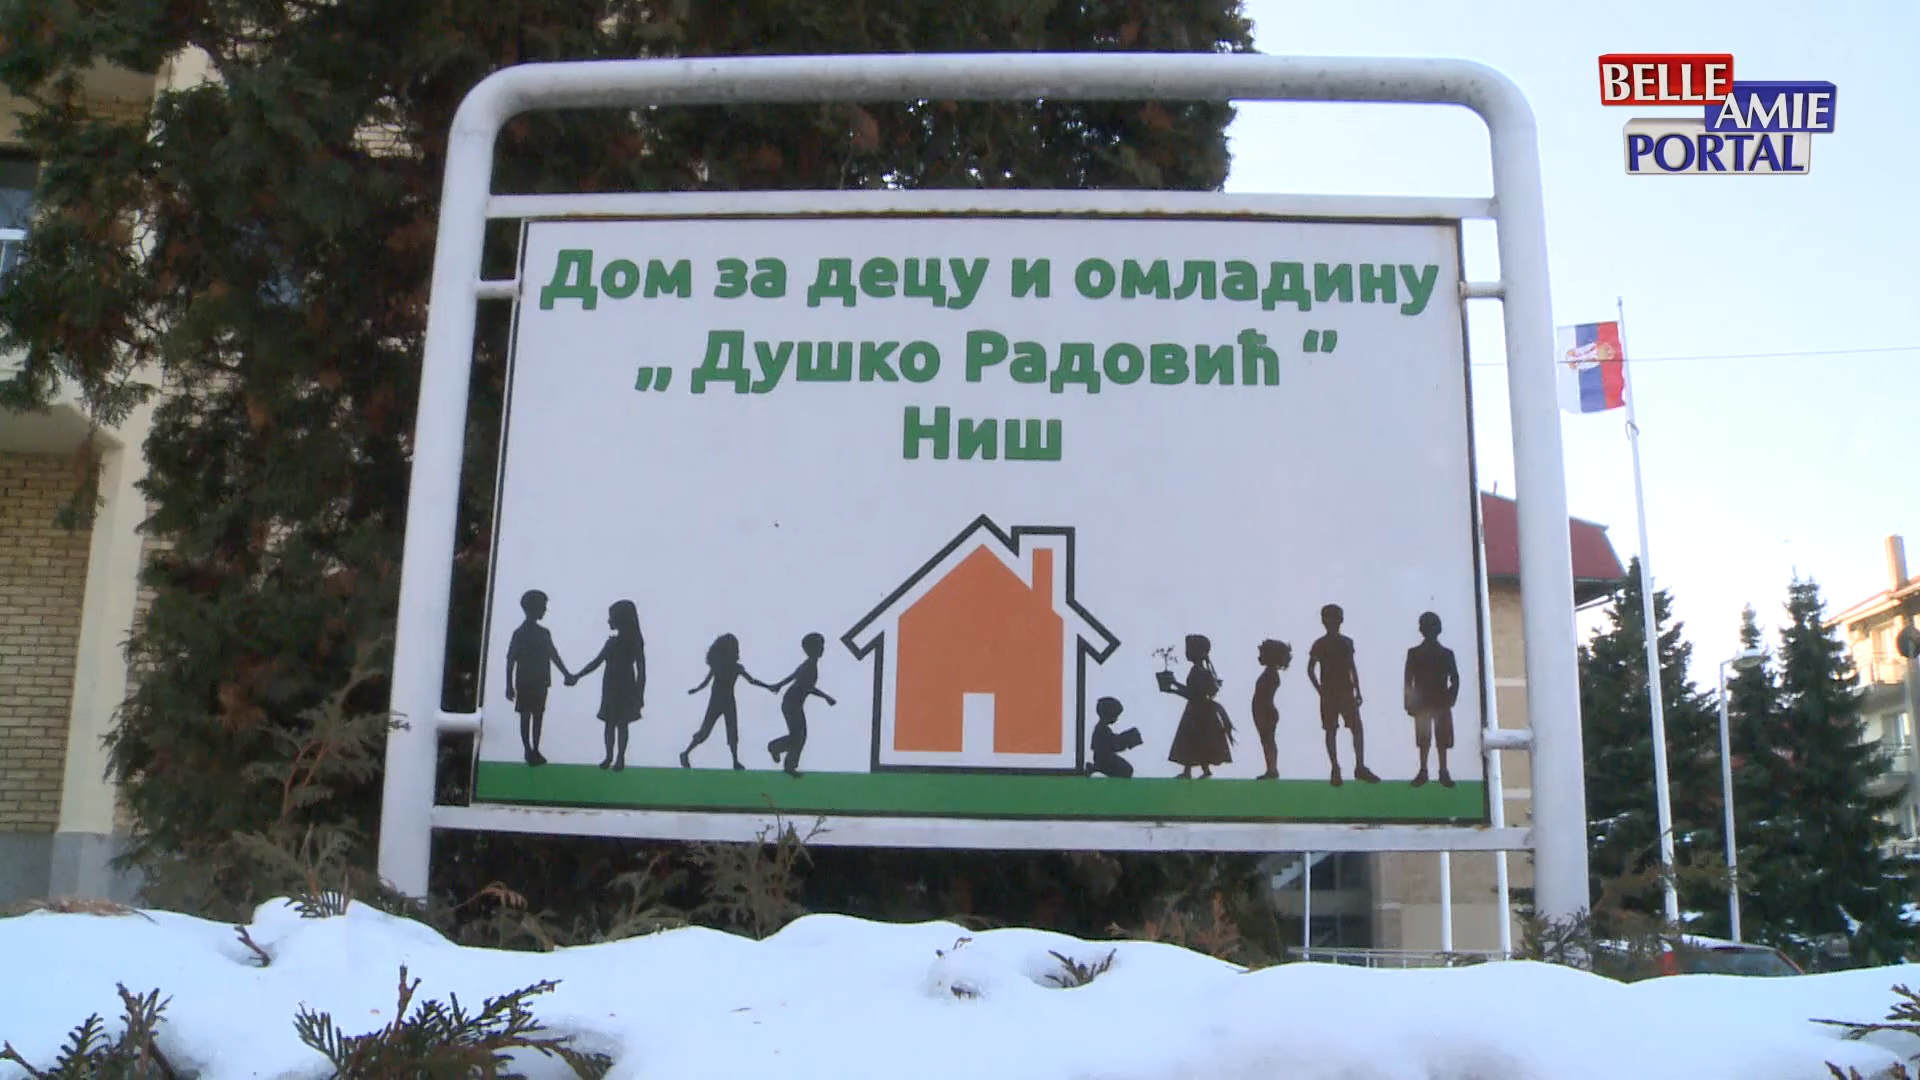 Дом за децу и омладину
„ Душко Радовић “
Ниш
BELLE
AMIE
PORTAL